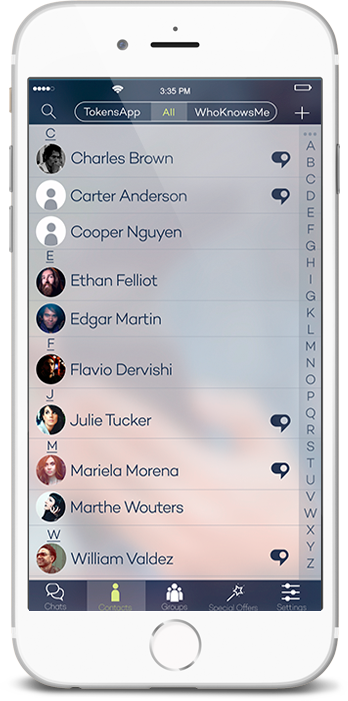 3:35 PM
TokensApp All WhoKnowsMe
C
Charles Brown
Carter Anderson
Cooper Nguyen
E
Ethan Felliot
Edgar Martin
F
Flavio Dervishi
J
Julie Tucker
M
Mariela Morena
Marthe Wouters
W
William Valdez
A
B
C
D
E
F
G
H
I
J
K
L
M
N
O
P
Q
R
S
T
U
V
W
X
Y
Z
Chats Contacts Groups Special Offers Settings